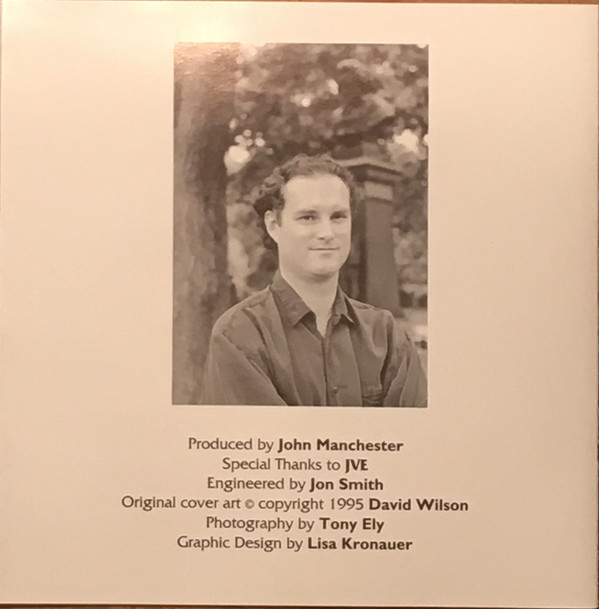 Produced by John Manchester
Special Thanks to JVE
Engineered by Jon Smith
Original cover art © copyright 1995 David Wilson
Photography by Tony Ely
Graphic Design by Lisa Kronauer